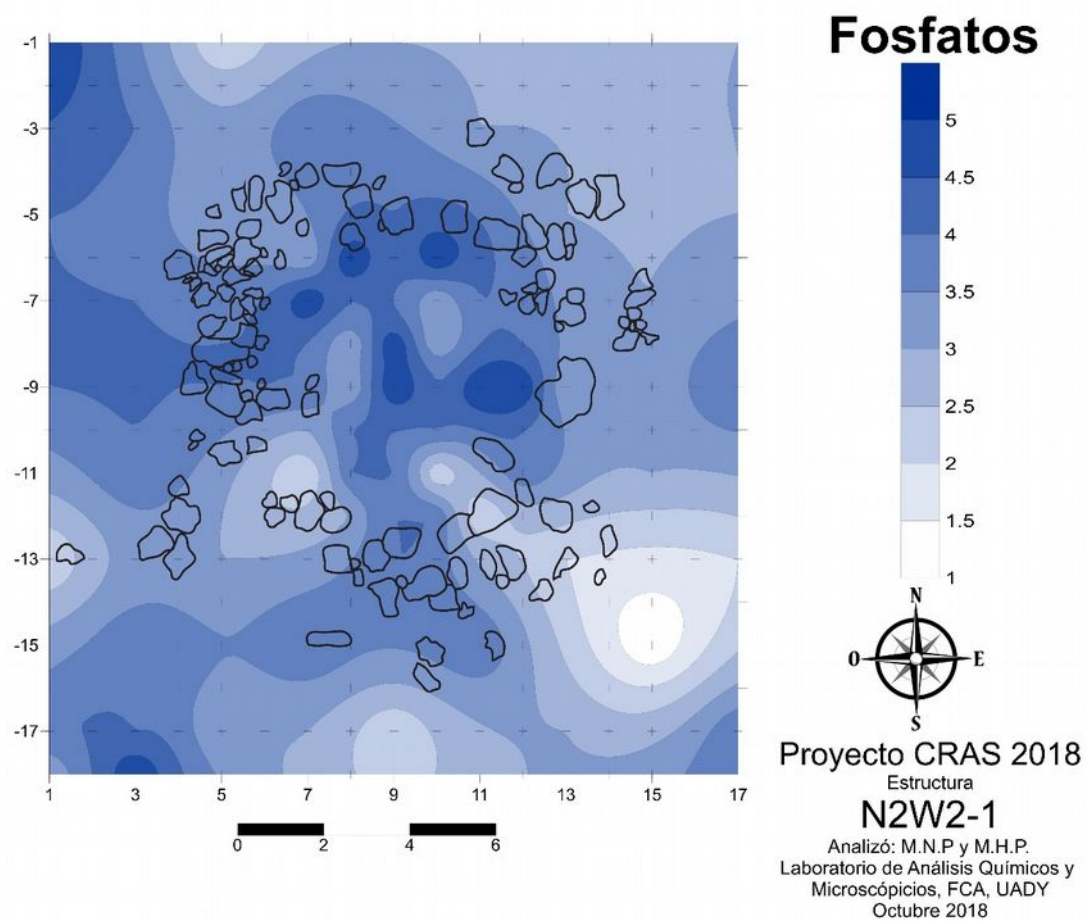 Fosfatos
-1
-3
-5
-7
-9
-11
-13
-15
-17
1 3 5 7 9 11 13 15 17
0 2 4 6
5
4.5
4
3.5
3
2.5
2
1.5
1
N
O E
S
Proyecto CRAS 2018
Estructura
N2W2-1
Analizó: M.N.P y M.H.P.
Laboratorio de Análisis Químicos y
Microscópicios, FCA, UADY
Octubre 2018